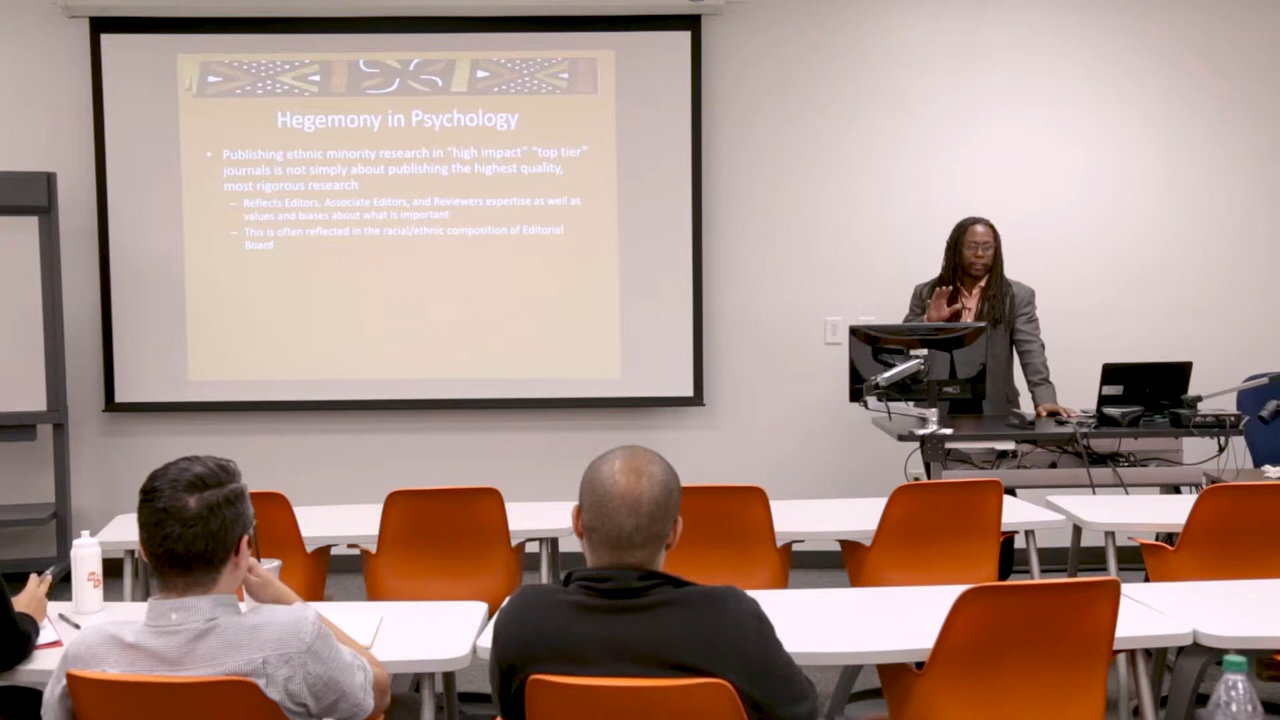 Hegemony in Psychology
• Publishing ethnic minority research in "high impact" "top tier"
journals is not simply about publishing the highest quality,
most rigorous research
– Reflects Editors, Associate Editors, and Reviewers expertise as well as
values and biases about what is important
– This is often reflected in the racial/ethnic composition of Editorial
Board